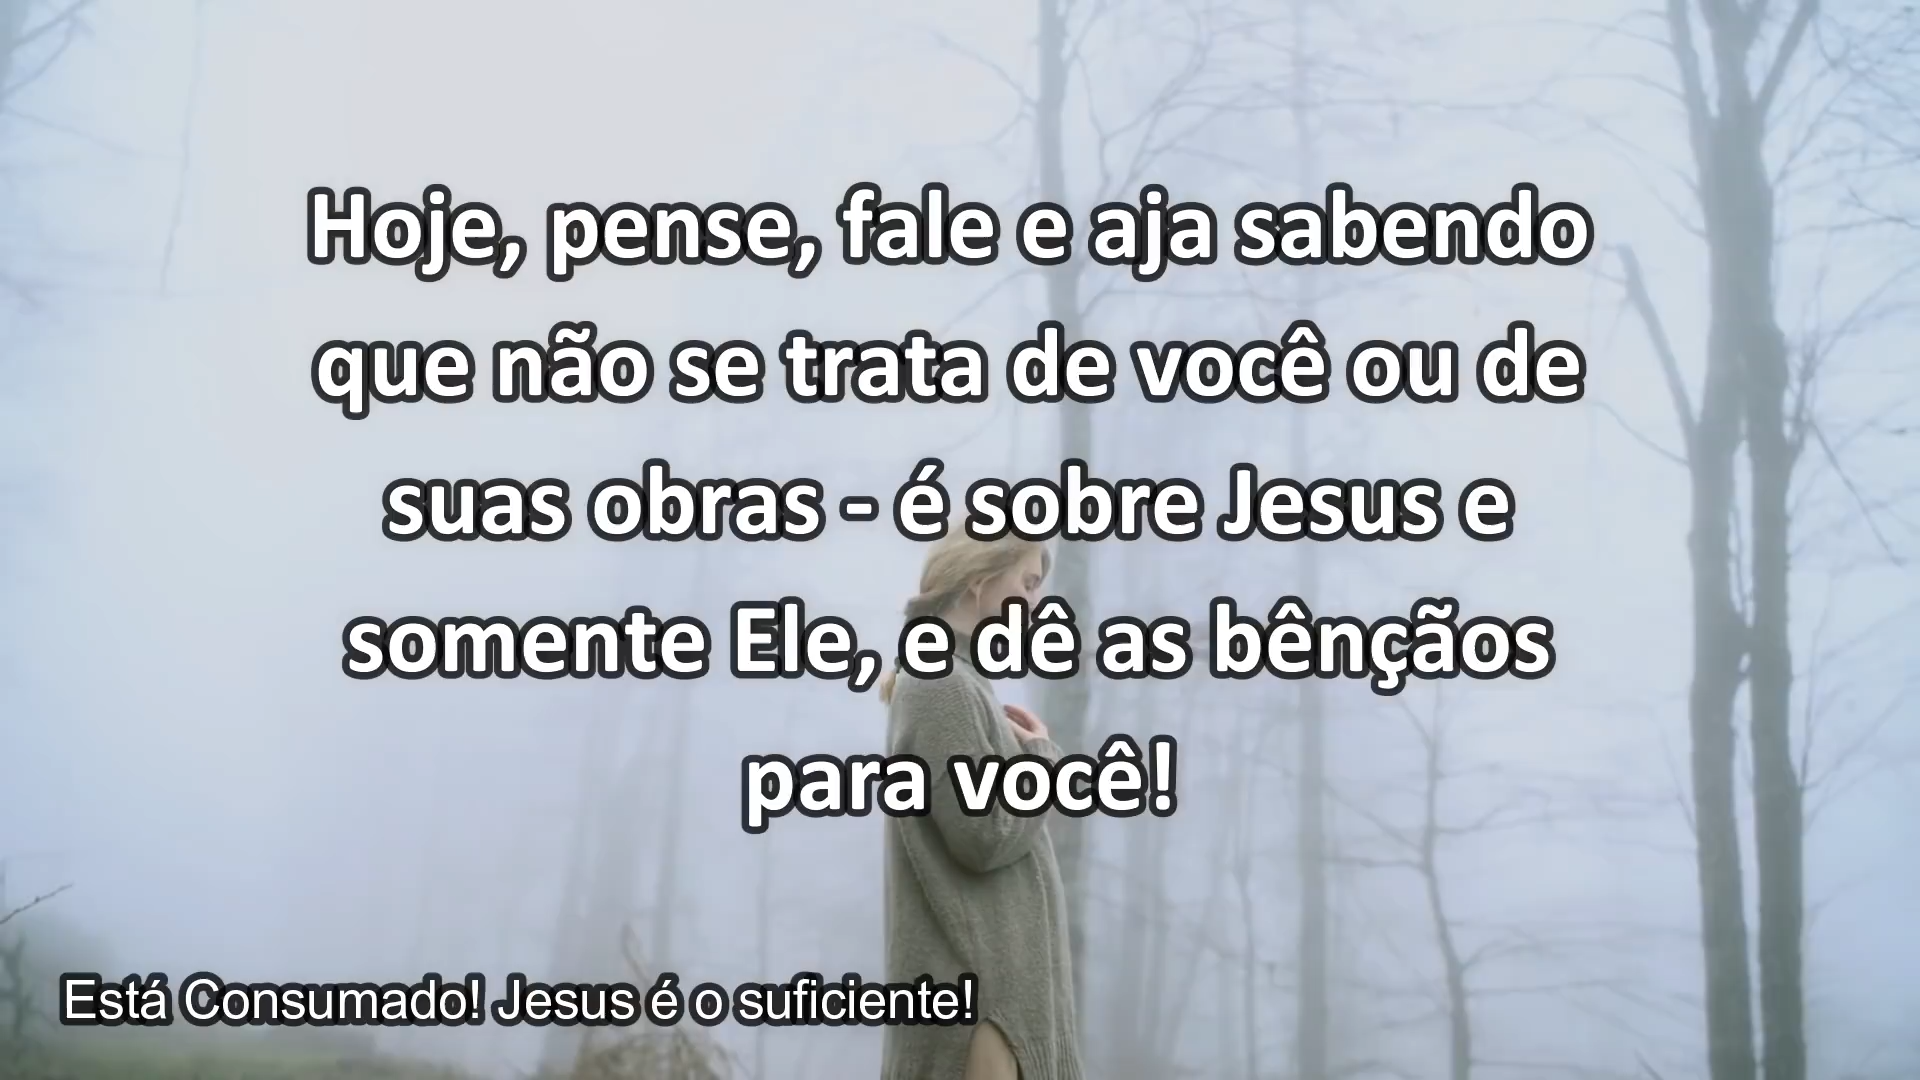 Hoje, pense, fale e aja sabendo
que não se trata de você ou de
suas obras - é sobre Jesus e
somente Ele, e dê as bênçãos
para você!
Está Consumado! Jesus é o suficiente!